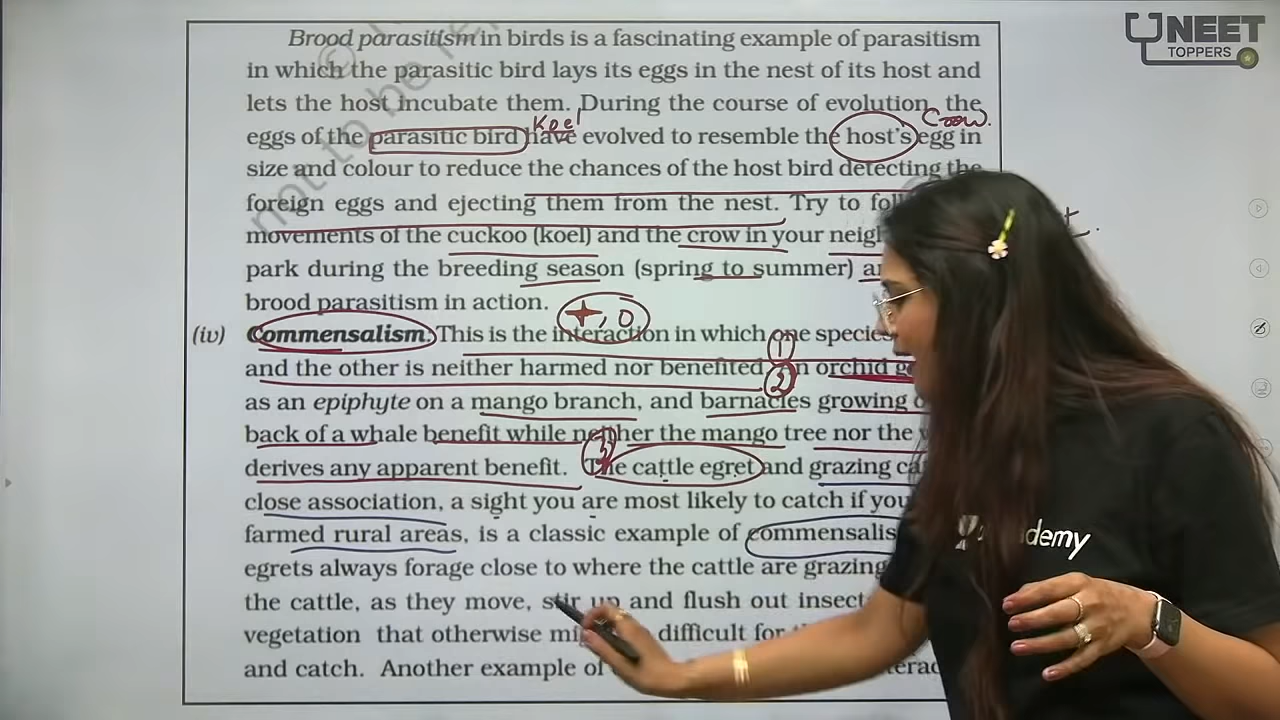 UNEET
TOPPERS
Brood parasitism in birds is a fascinating example of parasitism
in which the parasitic bird lays its eggs in the nest of its host and
lets the host incubate them. During the course of evolution, the
Koel
Crow.
eggs of the parasitic bird have evolved to resemble the host's egg in
size and colour to reduce the chances of the host bird detecting the
foreign eggs and ejecting them from the nest. Try to
movements of the cuckoo (koel) and the crow in your
park during the breeding season (spring to summer)
brood parasitism in action.
+, 0
(iv) Commensalism: This is the interaction in which one species
1
and the other is neither harmed nor benefited. orchid
2
as an epiphyte on a mango branch, and barnacles growing
back of a whale benefit while neither the mango tree nor the
3
derives any apparent benefit. The cattle egret and grazing
close association, a sight you are most likely to catch if you
farmed rural areas, is a classic example of
egrets always forage close to where the cattle are grazing
the cattle, as they move, stir up and flush out
vegetation that otherwise difficult for
and catch. Another example of
not to be